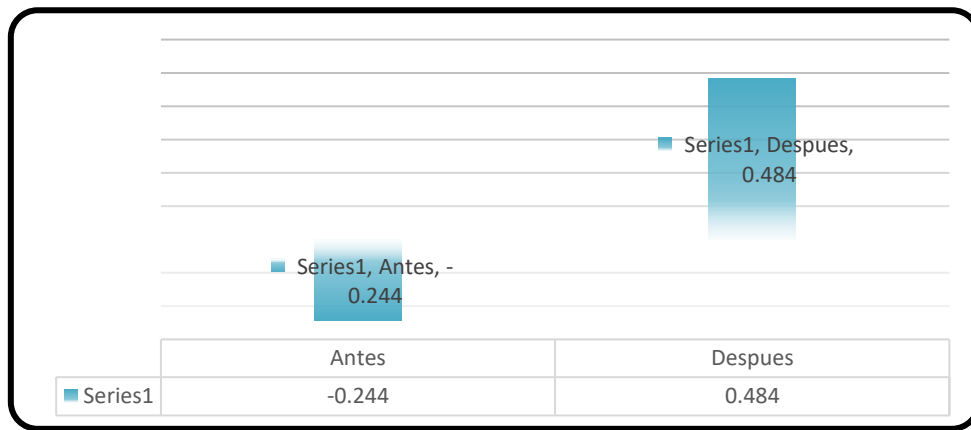 Series1, Despues,
0.484
Series1, Antes, -
0.244
Antes Despues
Series1 -0.244 0.484